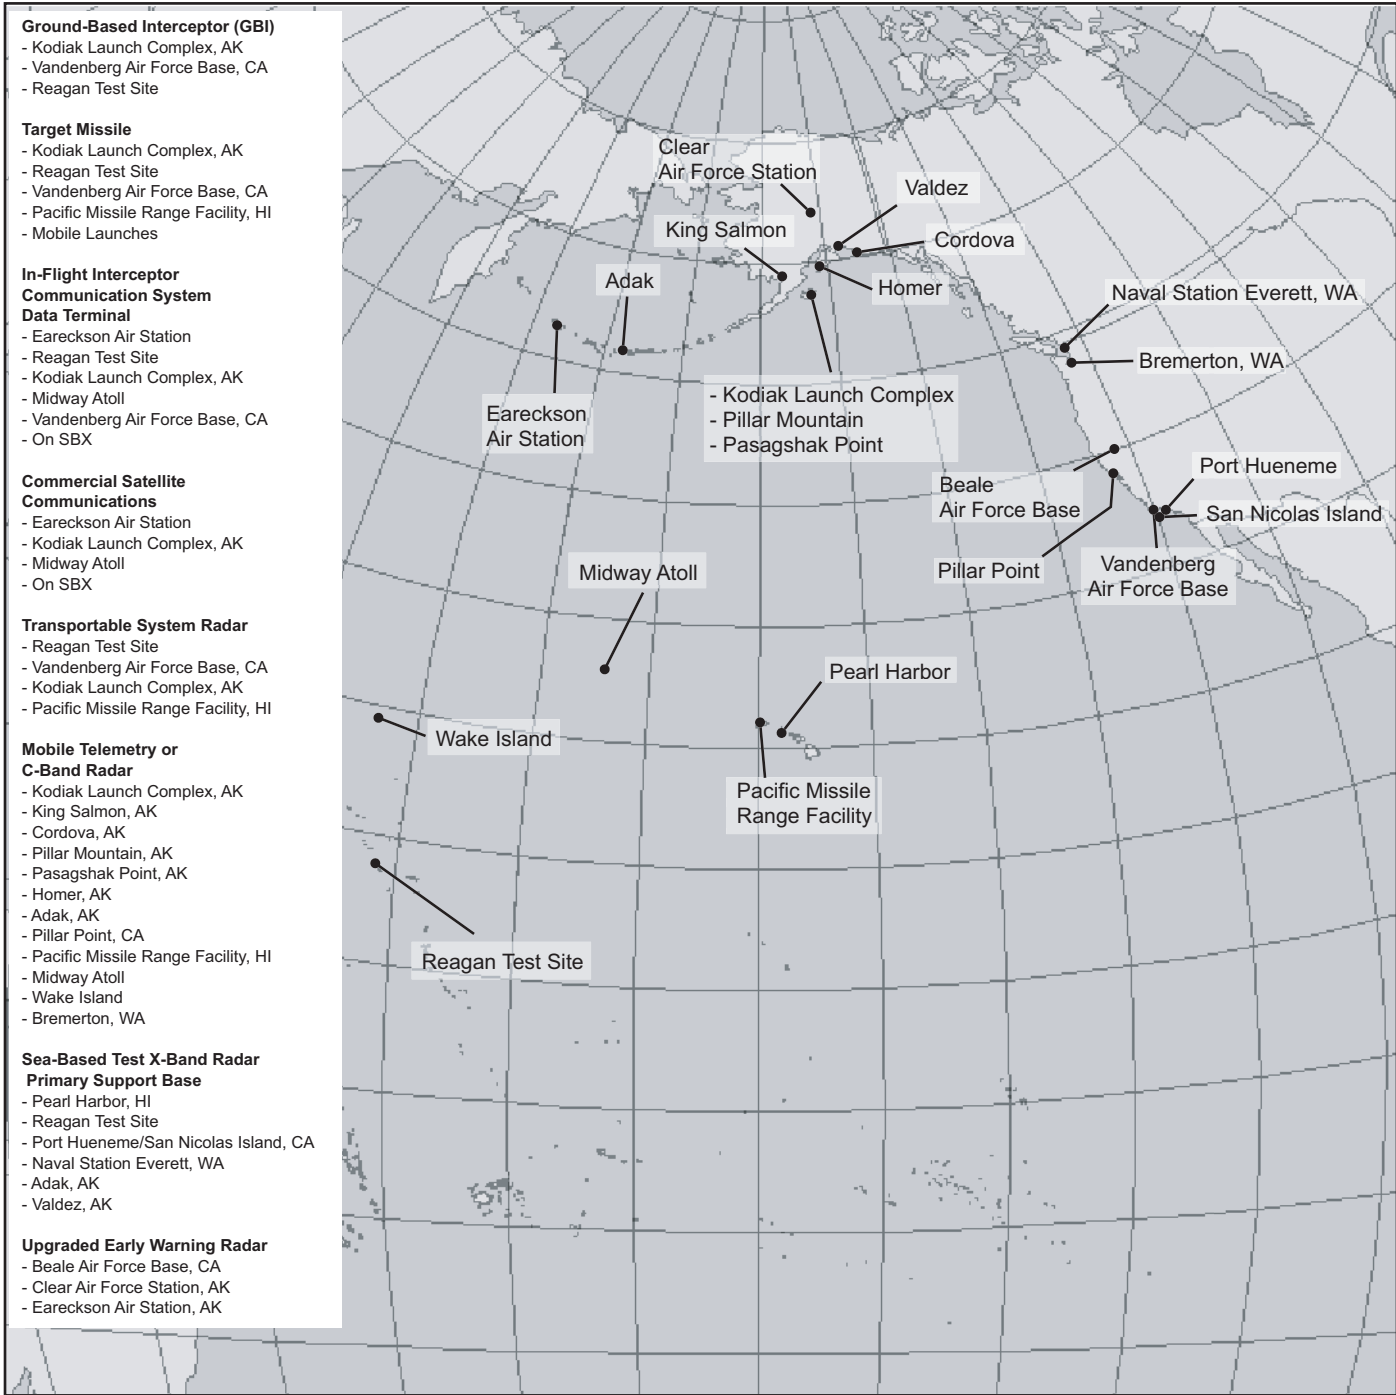 Ground-Based Interceptor (GBI)
- Kodiak Launch Complex, AK
- Vandenberg Air Force Base, CA
- Reagan Test Site
Target Missile
- Kodiak Launch Complex, AK
- Reagan Test Site
- Vandenberg Air Force Base, CA
- Pacific Missile Range Facility, HI
- Mobile Launches
In-Flight Interceptor
Communication System
Data Terminal
- Eareckson Air Station
- Reagan Test Site
- Kodiak Launch Complex, AK
- Midway Atoll
- Vandenberg Air Force Base, CA
- On SBX
Commercial Satellite
Communications
- Eareckson Air Station
- Kodiak Launch Complex, AK
- Midway Atoll
- On SBX
Transportable System Radar
- Reagan Test Site
- Vandenberg Air Force Base, CA
- Kodiak Launch Complex, AK
- Pacific Missile Range Facility, HI
Mobile Telemetry or
C-Band Radar
- Kodiak Launch Complex, AK
- King Salmon, AK
- Cordova, AK
- Pillar Mountain, AK
- Pasagshak Point, AK
- Homer, AK
- Adak, AK
- Pillar Point, CA
- Pacific Missile Range Facility, HI
- Midway Atoll
- Wake Island
- Bremerton, WA
Sea-Based Test X-Band Radar
Primary Support Base
- Pearl Harbor, HI
- Reagan Test Site
- Port Hueneme/San Nicolas Island, CA
- Naval Station Everett, WA
- Adak, AK
- Valdez, AK
Upgraded Early Warning Radar
- Beale Air Force Base, CA
- Clear Air Force Station, AK
- Eareckson Air Station, AK
Clear
Air Force Station
Valdez
King Salmon
Cordova
Adak
Homer
Naval Station Everett, WA
Bremerton, WA
Eareckson
Air Station
- Kodiak Launch Complex
- Pillar Mountain
- Pasagshak Point
Beale
Air Force Base
Port Hueneme
San Nicolas Island
Pillar Point
Vandenberg
Air Force Base
Midway Atoll
Pearl Harbor
Wake Island
Pacific Missile
Range Facility
Reagan Test Site